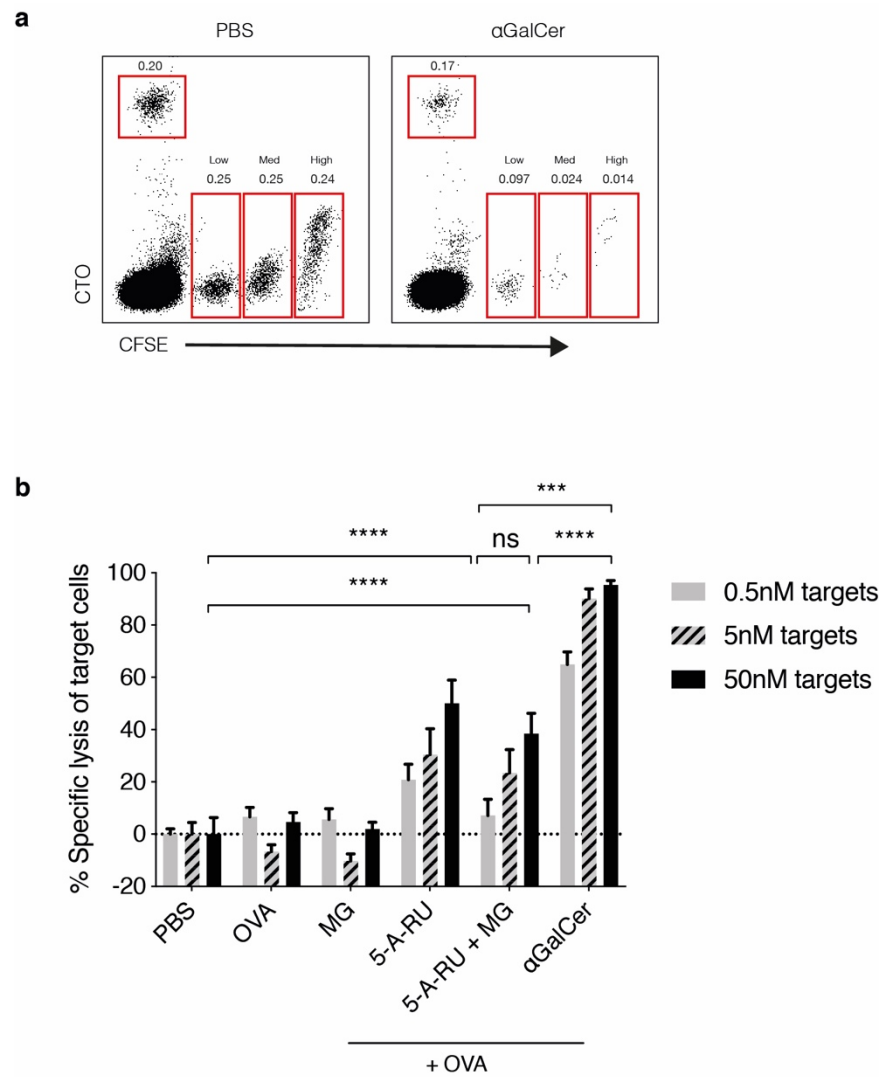 a
PBS
αGalCer
0.20
0.17
Low Med High
0.25 0.25 0.24
Low Med High
0.097 0.024 0.014
CTO
CFSE
b
***
**** ns ****
****
% Specific lysis of target cells
100
80
60
40
20
0
-20
0.5nM targets
5nM targets
50nM targets
PBS
OVA
MG
5-A-RU
5-A-RU + MG
αGalCer
+ OVA